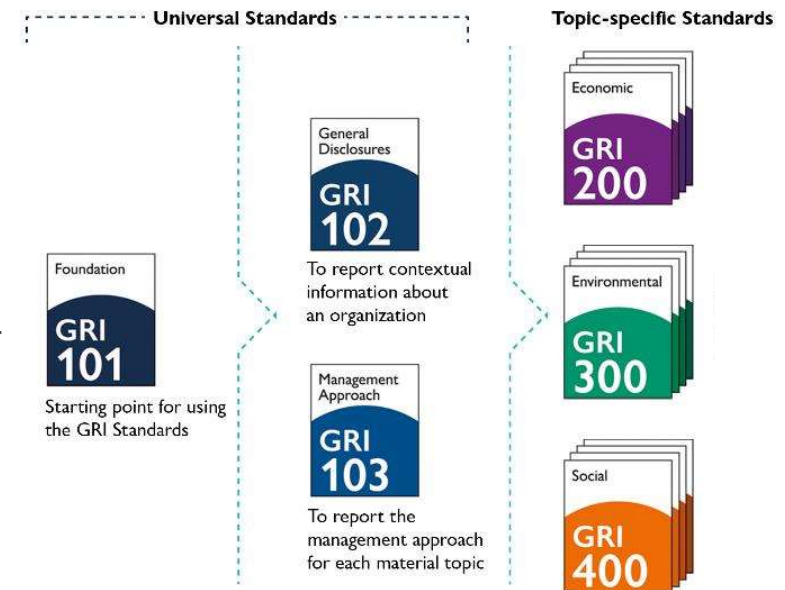 Universal Standards
Topic-specific Standards
Foundation
GRI
101
Starting point for using
the GRI Standards
General
Disclosures
GRI
102
To report contextual
information about
an organization
Management
Approach
GRI
103
To report the
management approach
for each material topic
Economic
GRI
200
Environmental
GRI
300
Social
GRI
400